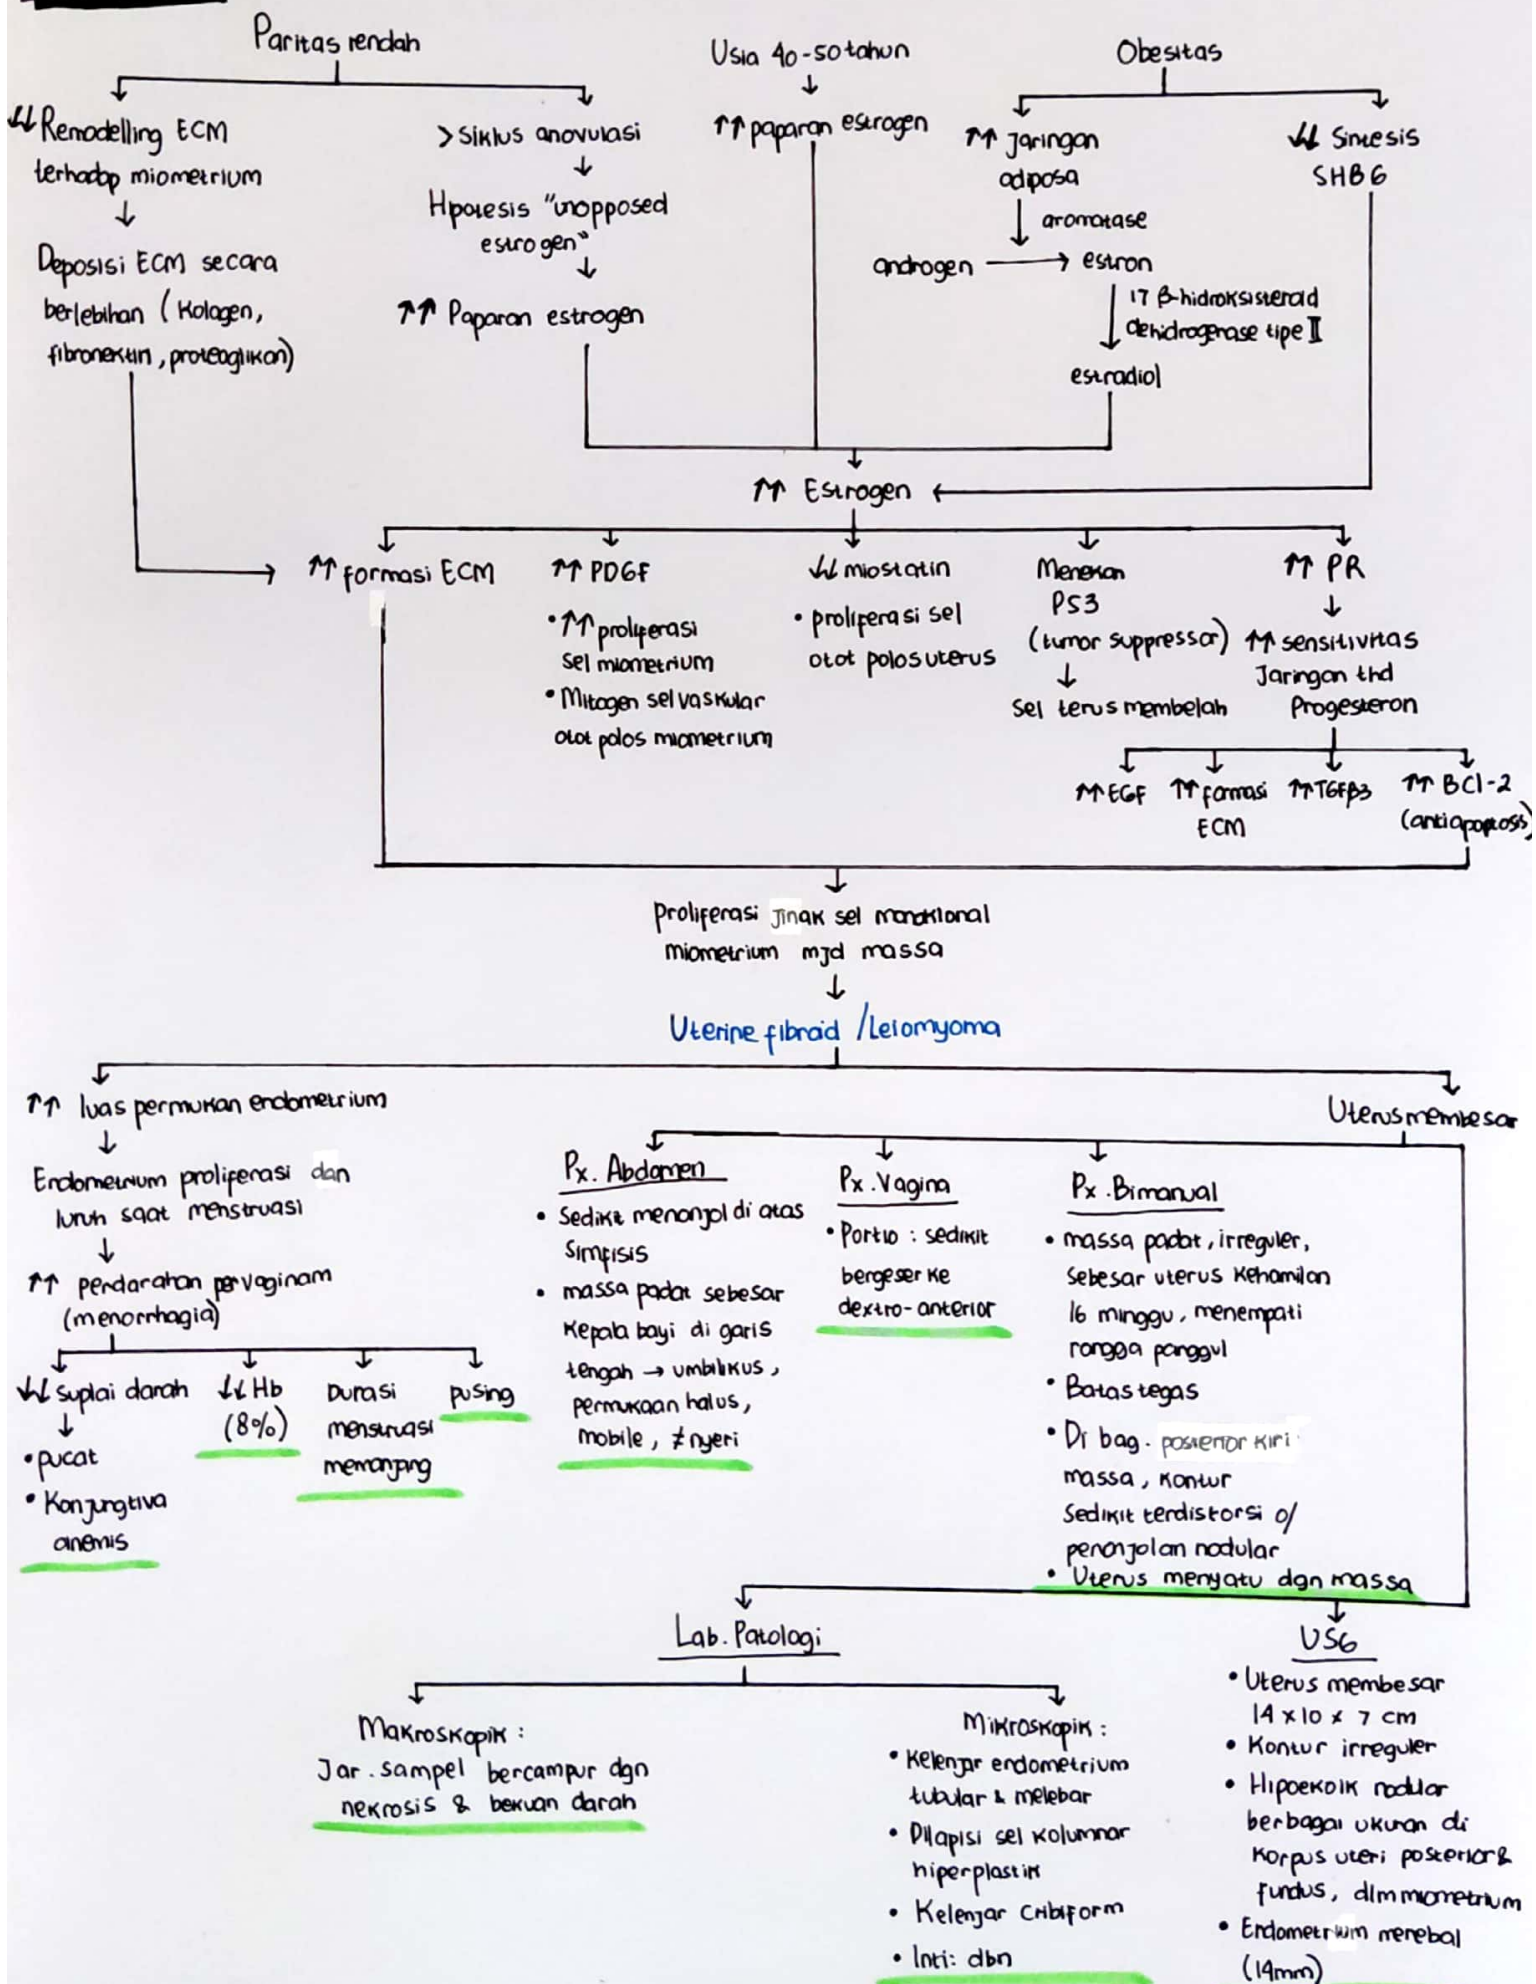 Paritas rendah
↓↓ Remodelling ECM
terhadap miometrium
↓
Deposisi ECM secara
berlebihan (Kolagen,
fibronektin, proteoglikan)
> Siklus anovulasi
↓
Hipotesis "unopposed
estrogen"
↓
↑↑ Paparan estrogen
Usia 40-50 tahun
↓
↑↑ paparan estrogen
Obesitas
↑↑ Jaringan
adiposa
↓ aromatase
androgen → estron
↓ 17 β-hidroksisteroid
dehidrogenase tipe II
estradiol
↓↓ Sintesis
SHBG
↑↑ Estrogen
↑↑ formasi ECM
↑↑ PDGF
• ↑↑ proliferasi
sel miometrium
• Mitogen sel vaskular
otot polos miometrium
↓↓ miostatin
• proliferasi sel
otot polos uterus
Menekan
P53
(tumor suppressor)
↓
Sel terus membelah
↑↑ PR
↓
↑↑ sensitivitas
Jaringan thd
Progesteron
↑↑ EGF
↑↑ formasi
ECM
↑↑ TGFβ3
↑↑ BCl-2
(antiapoptosis)
Proliferasi Jinak sel monoklonal
miometrium mjd massa
↓
Uterine fibroid / Leiomyoma
↑↑ luas permukan endometrium
↓
Endometrium proliferasi dan
luruh saat menstruasi
↓
↑↑ perdarahan pervaginam
(menorrhagia)
↓↓ Suplai darah
↓
• pucat
• Konjungtiva
anemis
↓↓ Hb
(8%)
Durasi
menstruasi
memanjang
pusing
Uterus membesar
Px. Abdomen
• Sedikit menonjol di atas
Simfisis
• massa padat sebesar
Kepala bayi di garis
tengah → umbilikus,
permukaan halus,
mobile, ≠ nyeri
Px. Vagina
• Portio : sedikit
bergeser ke
dextro-anterior
Px. Bimanual
• massa padat, irreguler,
Sebesar uterus kehamilan
16 minggu, menempati
rongga panggul
• Batas tegas
• Di bag. posterior kiri
massa, kontur
Sedikit terdistorsi o/
penonjolan nodular
• Uterus menyatu dgn massa
Lab. Patologi
Makroskopik :
Jar. sampel bercampur dgn
nekrosis & bekuan darah
Mikroskopik :
• Kelenjar endometrium
tubular & melebar
• Dilapisi sel kolumnar
hiperplastik
• Kelenjar Cribiform
• Inti: dbn
USG
• Uterus membesar
14 x 10 x 7 cm
• Kontur irreguler
• Hipoekoik nodular
berbagai ukuran di
Korpus uteri posterior &
fundus, dlm miometrium
• Endometrium menebal
(14mm)